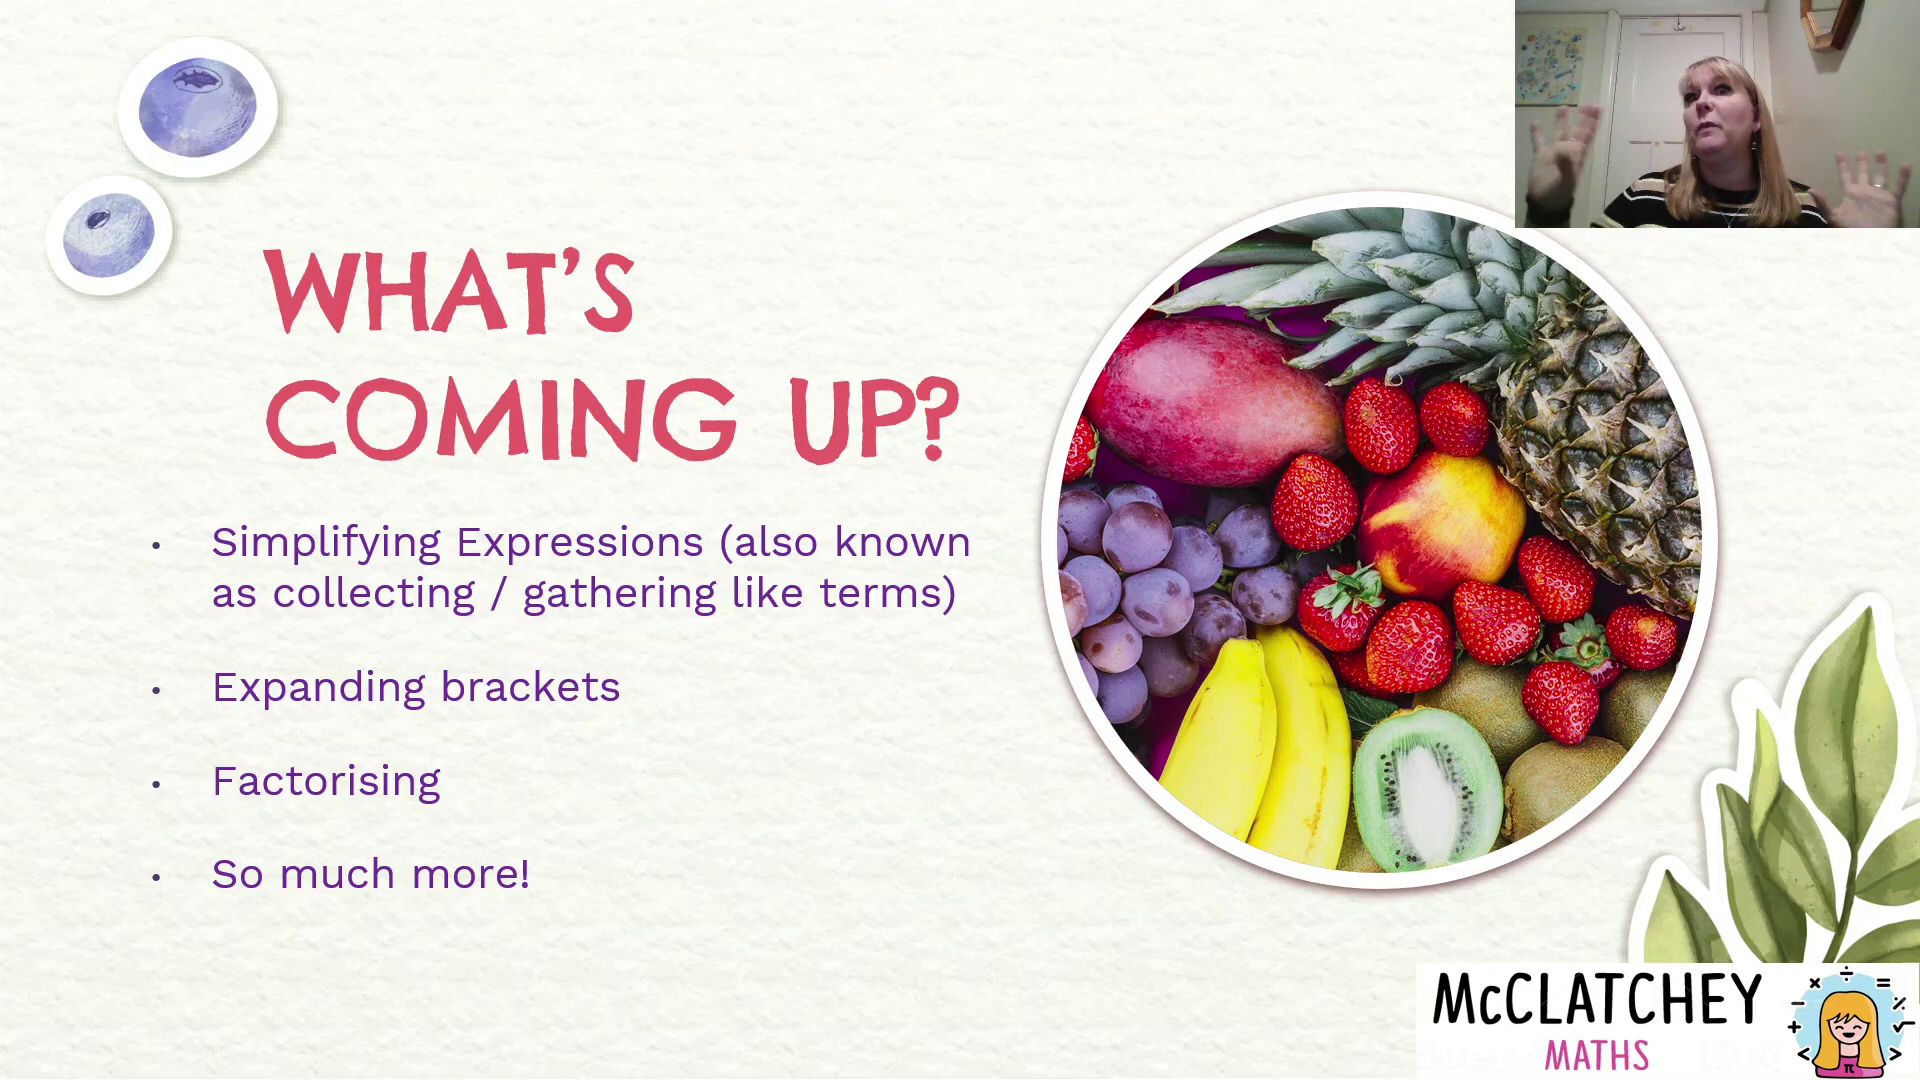 WHAT'S
COMING UP?
• Simplifying Expressions (also known
as collecting / gathering like terms)
• Expanding brackets
• Factorising
• So much more!
McCLATCHEY
MATHS